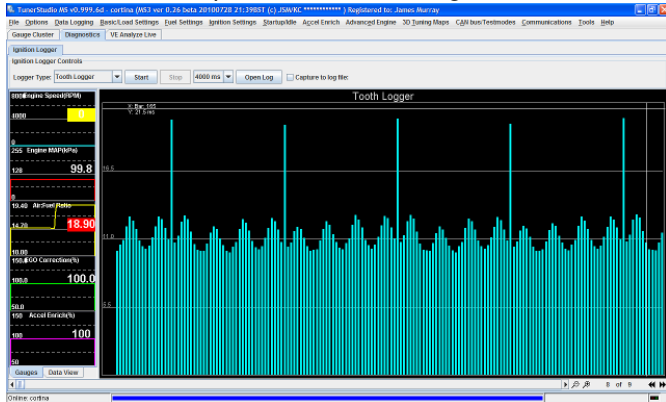 TunerStudio MS v0.999.6d - cortina (MS3 ver 0.26 beta 20100728 21:39BST (c) JSM/KC ********** ) Registered to: James Murray
File Options Data Logging Basic/Load Settings Fuel Settings Ignition Settings Startup/Idle Accel Enrich Advanced Engine 3D Tuning Maps CAN bus/Testmodes Communications Tools Help
Gauge Cluster Diagnostics VE Analyze Live
Ignition Logger
Ignition Logger Controls
Logger Type: Tooth Logger Start Stop 4000 ms Open Log Capture to log file:
Tooth Logger
8000 Engine Speed(RPM)
X: Bar, 165
Y: 21.5 ms
4000 0
0
255 Engine MAP(kPa)
128 99.8
0
16.5
19.40 Air:Fuel Ratio
14.70 18.90
10.00
11.0
150.0 EGO Correction(%)
100.0 100.0
50.0
5.5
150 Accel Enrich(%)
100 100
50
Gauges Data View
8 of 9
Online: cortina